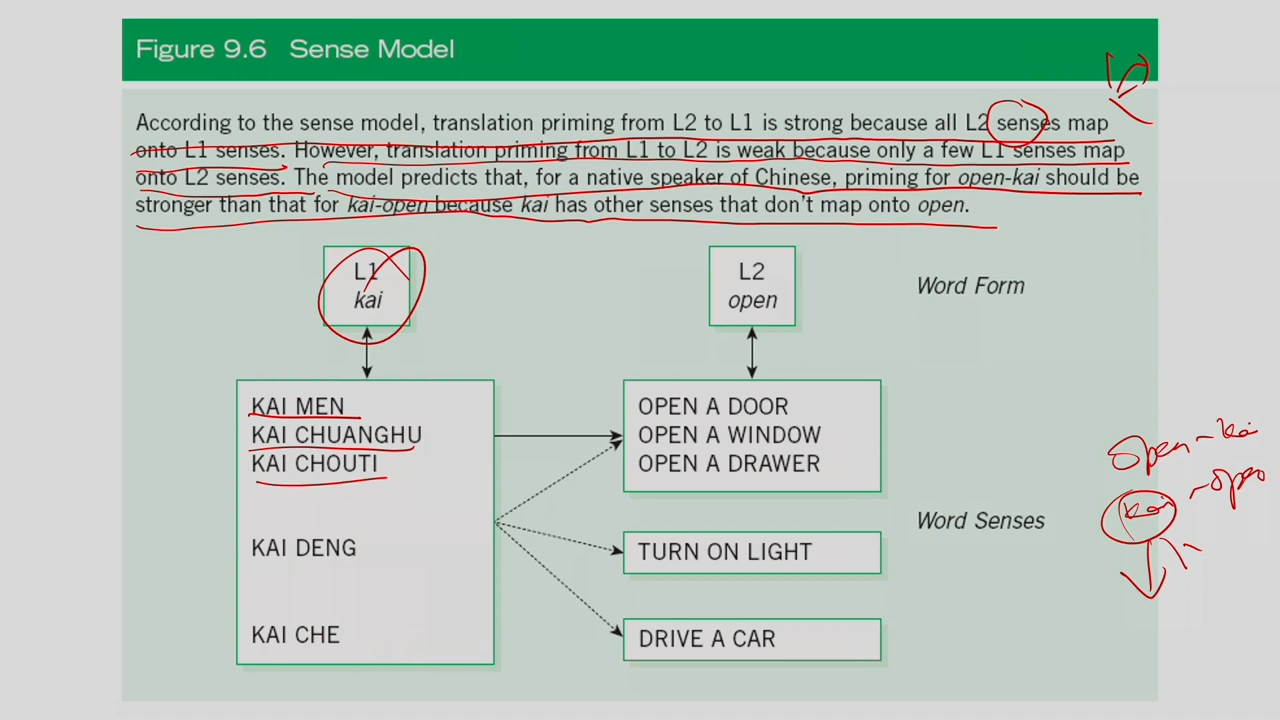 Figure 9.6 Sense Model
According to the sense model, translation priming from L2 to L1 is strong because all L2 senses map
onto L1 senses. However, translation priming from L1 to L2 is weak because only a few L1 senses map
onto L2 senses. The model predicts that, for a native speaker of Chinese, priming for open-kai should be
stronger than that for kai-open because kai has other senses that don't map onto open.
L1
kai
L2
open
Word Form
KAI MEN
KAI CHUANGHU
KAI CHOUTI
KAI DENG
KAI CHE
OPEN A DOOR
OPEN A WINDOW
OPEN A DRAWER
TURN ON LIGHT
DRIVE A CAR
Word Senses
open - kai
kai - open